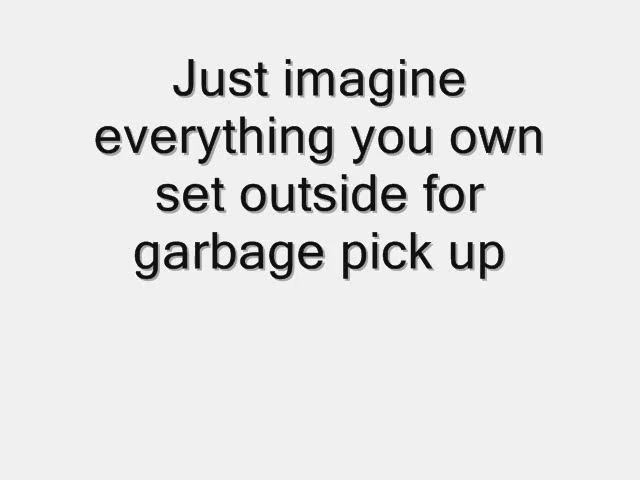 Just imagine
everything you own
set outside for
garbage pick up